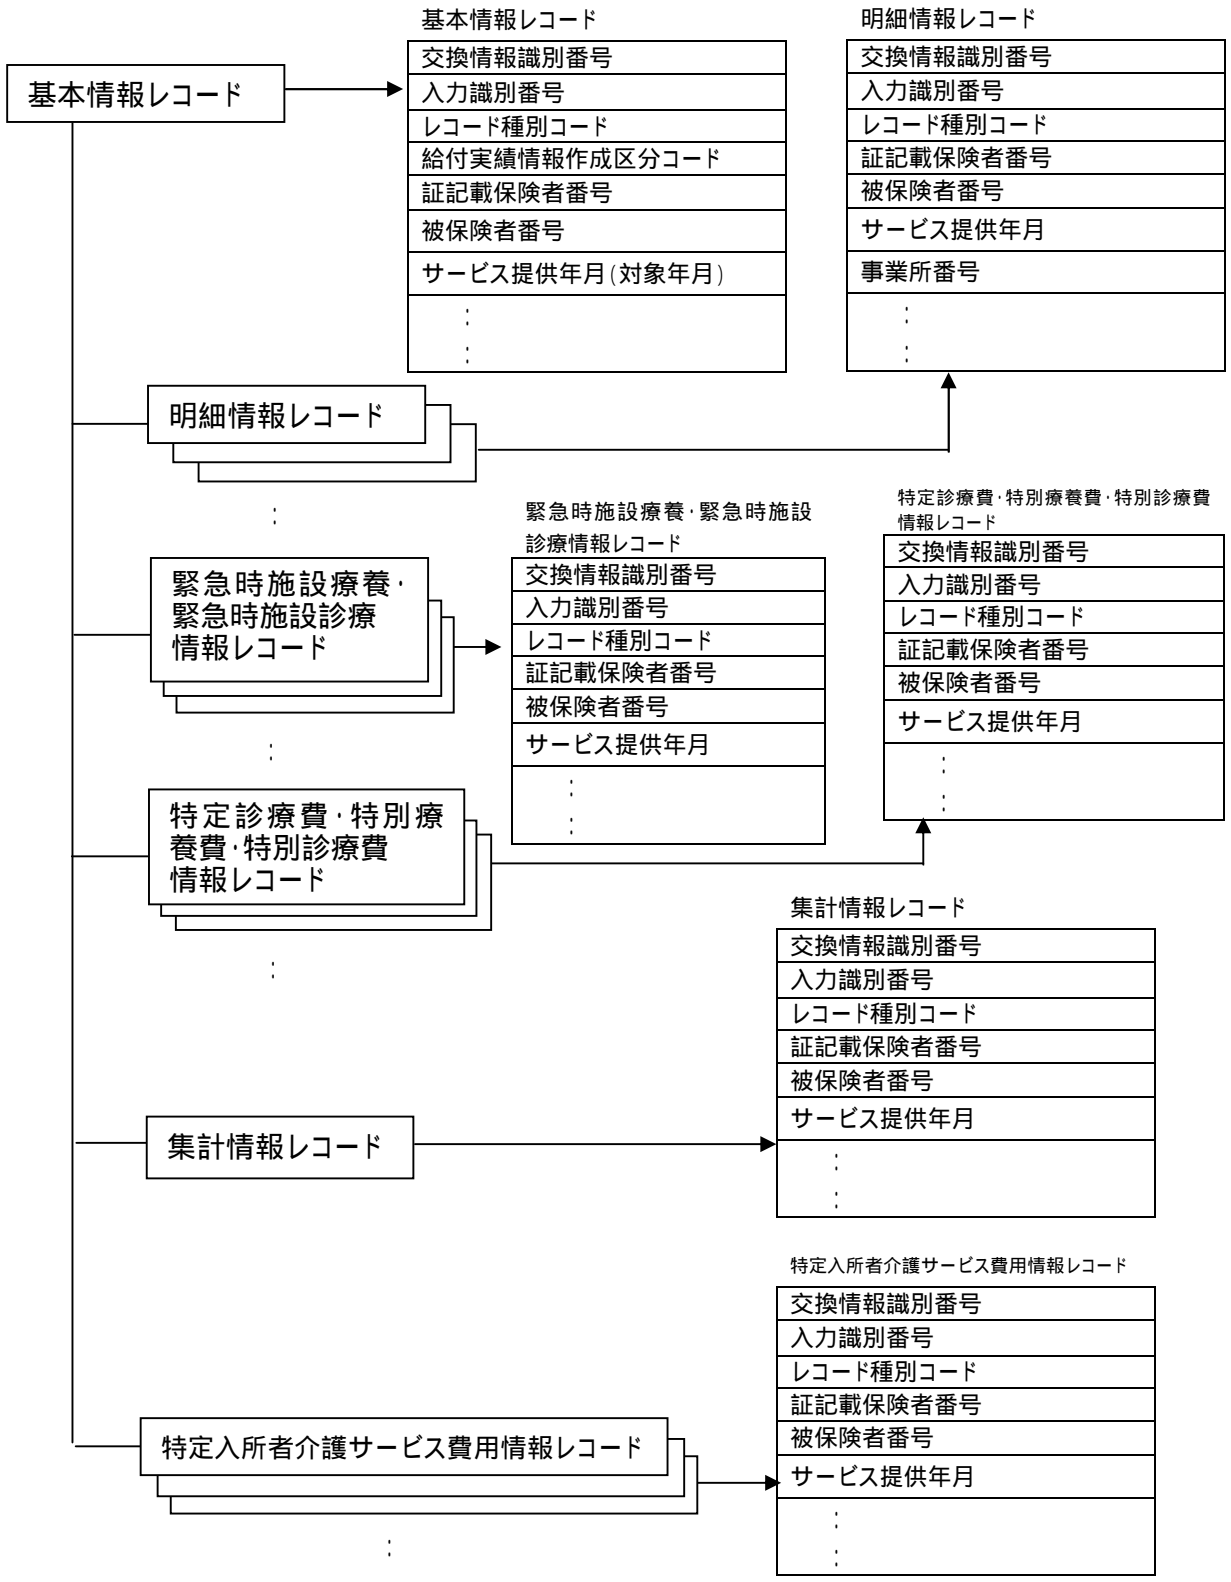 基本情報レコード
基本情報レコード
交換情報識別番号
入力識別番号
レコード種別コード
給付実績情報作成区分コード
証記載保険者番号
被保険者番号
サービス提供年月(対象年月)
:
:
明細情報レコード
交換情報識別番号
入力識別番号
レコード種別コード
証記載保険者番号
被保険者番号
サービス提供年月
事業所番号
:
:
明細情報レコード
:
緊急時施設療養・
緊急時施設診療
情報レコード
:
緊急時施設療養・緊急時施設
診療情報レコード
交換情報識別番号
入力識別番号
レコード種別コード
証記載保険者番号
被保険者番号
サービス提供年月
:
:
特定診療費・特別療養費・特別診療費
情報レコード
交換情報識別番号
入力識別番号
レコード種別コード
証記載保険者番号
被保険者番号
サービス提供年月
:
:
特定診療費・特別療
養費・特別診療費
情報レコード
:
集計情報レコード
交換情報識別番号
入力識別番号
レコード種別コード
証記載保険者番号
被保険者番号
サービス提供年月
:
:
集計情報レコード
特定入所者介護サービス費用情報レコード
交換情報識別番号
入力識別番号
レコード種別コード
証記載保険者番号
被保険者番号
サービス提供年月
:
:
特定入所者介護サービス費用情報レコード
: